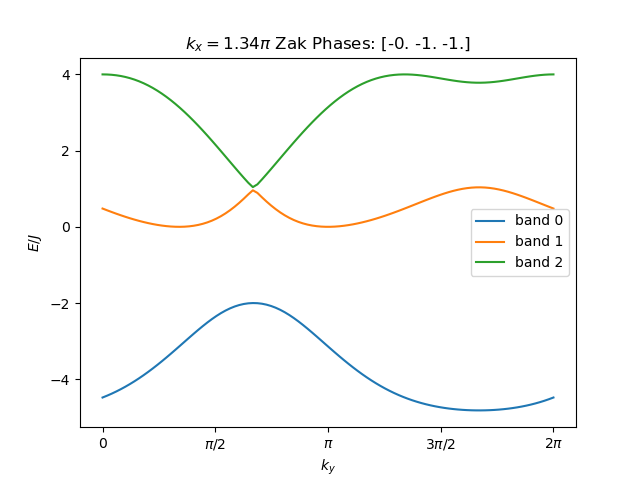 $k_x = 1.34\pi$ Zak Phases: [-0. -1. -1.]
4
2
0
−2
−4
E/J
band 0
band 1
band 2
0
π/2
π
3π/2
2π
$k_y$